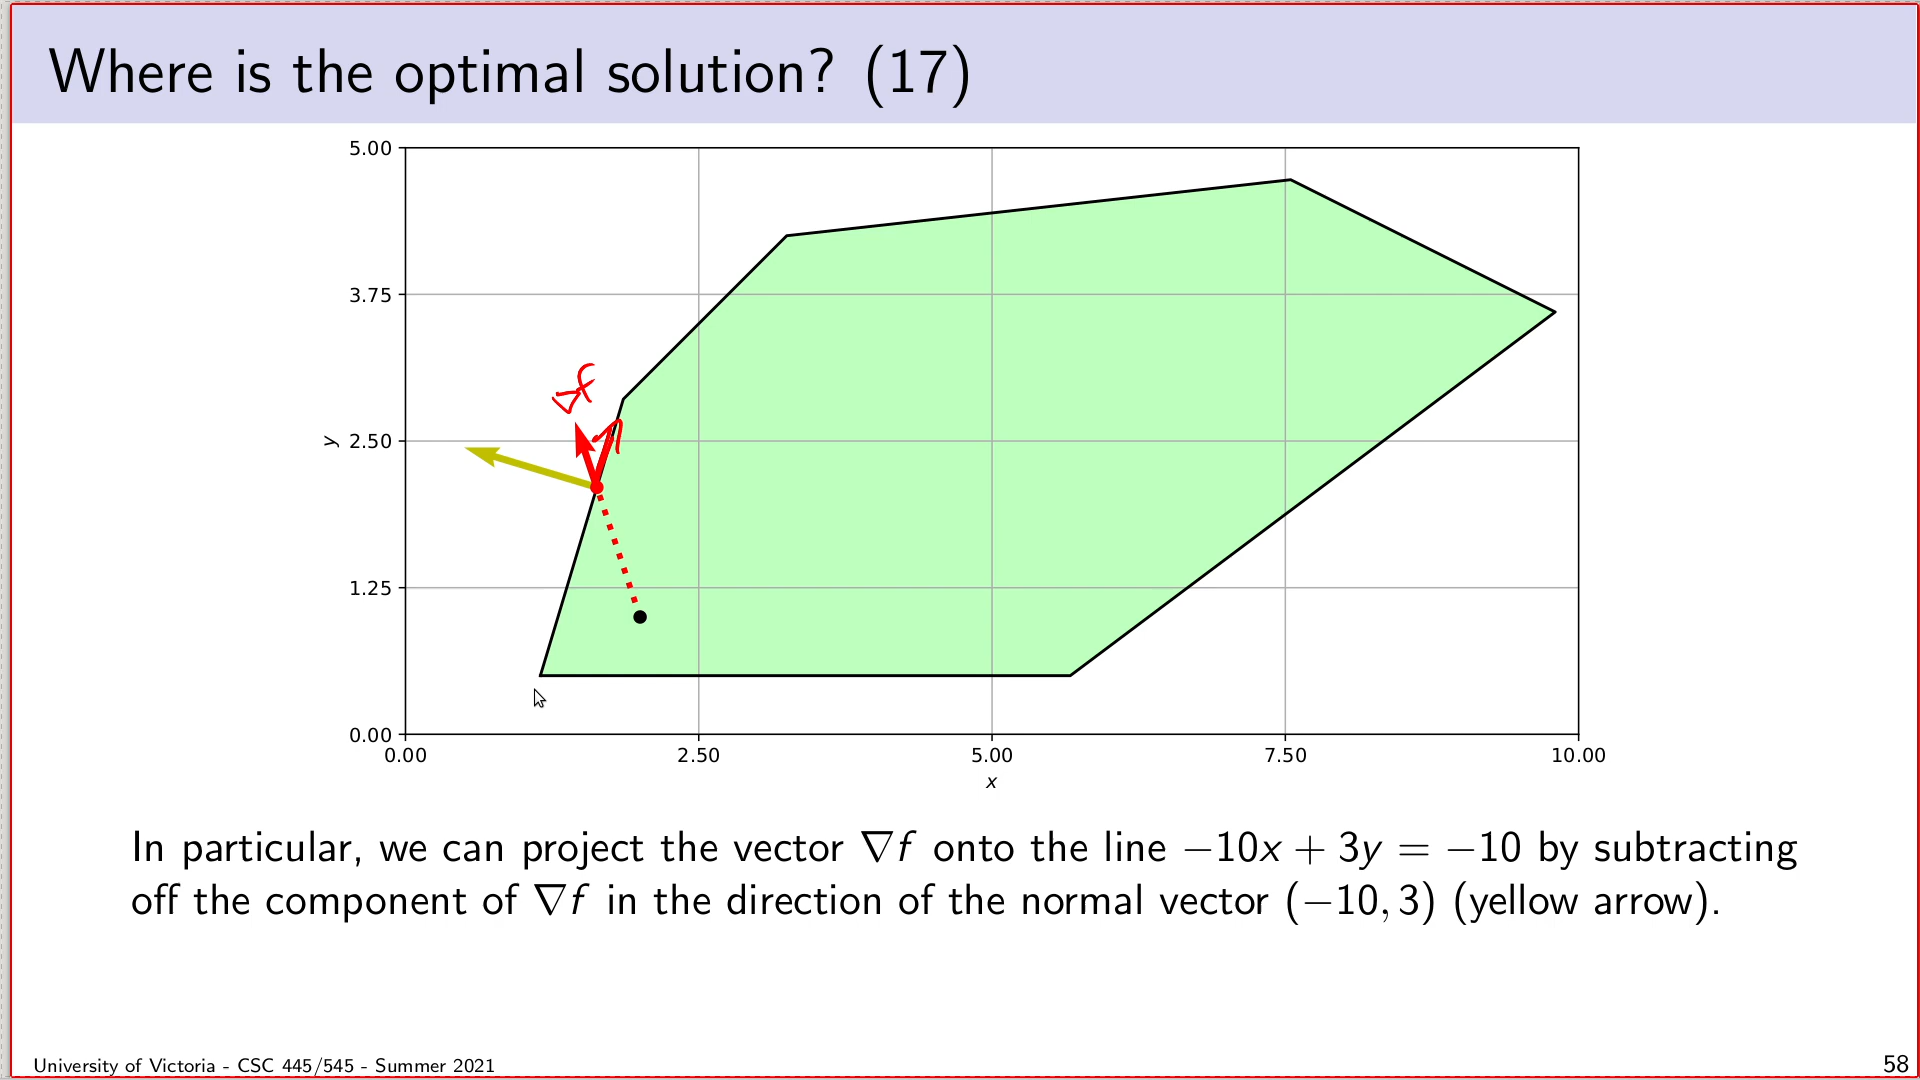 Where is the optimal solution? (17)
5.00
3.75
2.50
1.25
0.00
y
∇f
0.00 2.50 5.00 7.50 10.00
x
In particular, we can project the vector ∇f onto the line −10x + 3y = −10 by subtracting
off the component of ∇f in the direction of the normal vector (−10, 3) (yellow arrow).
University of Victoria - CSC 445/545 - Summer 2021
58